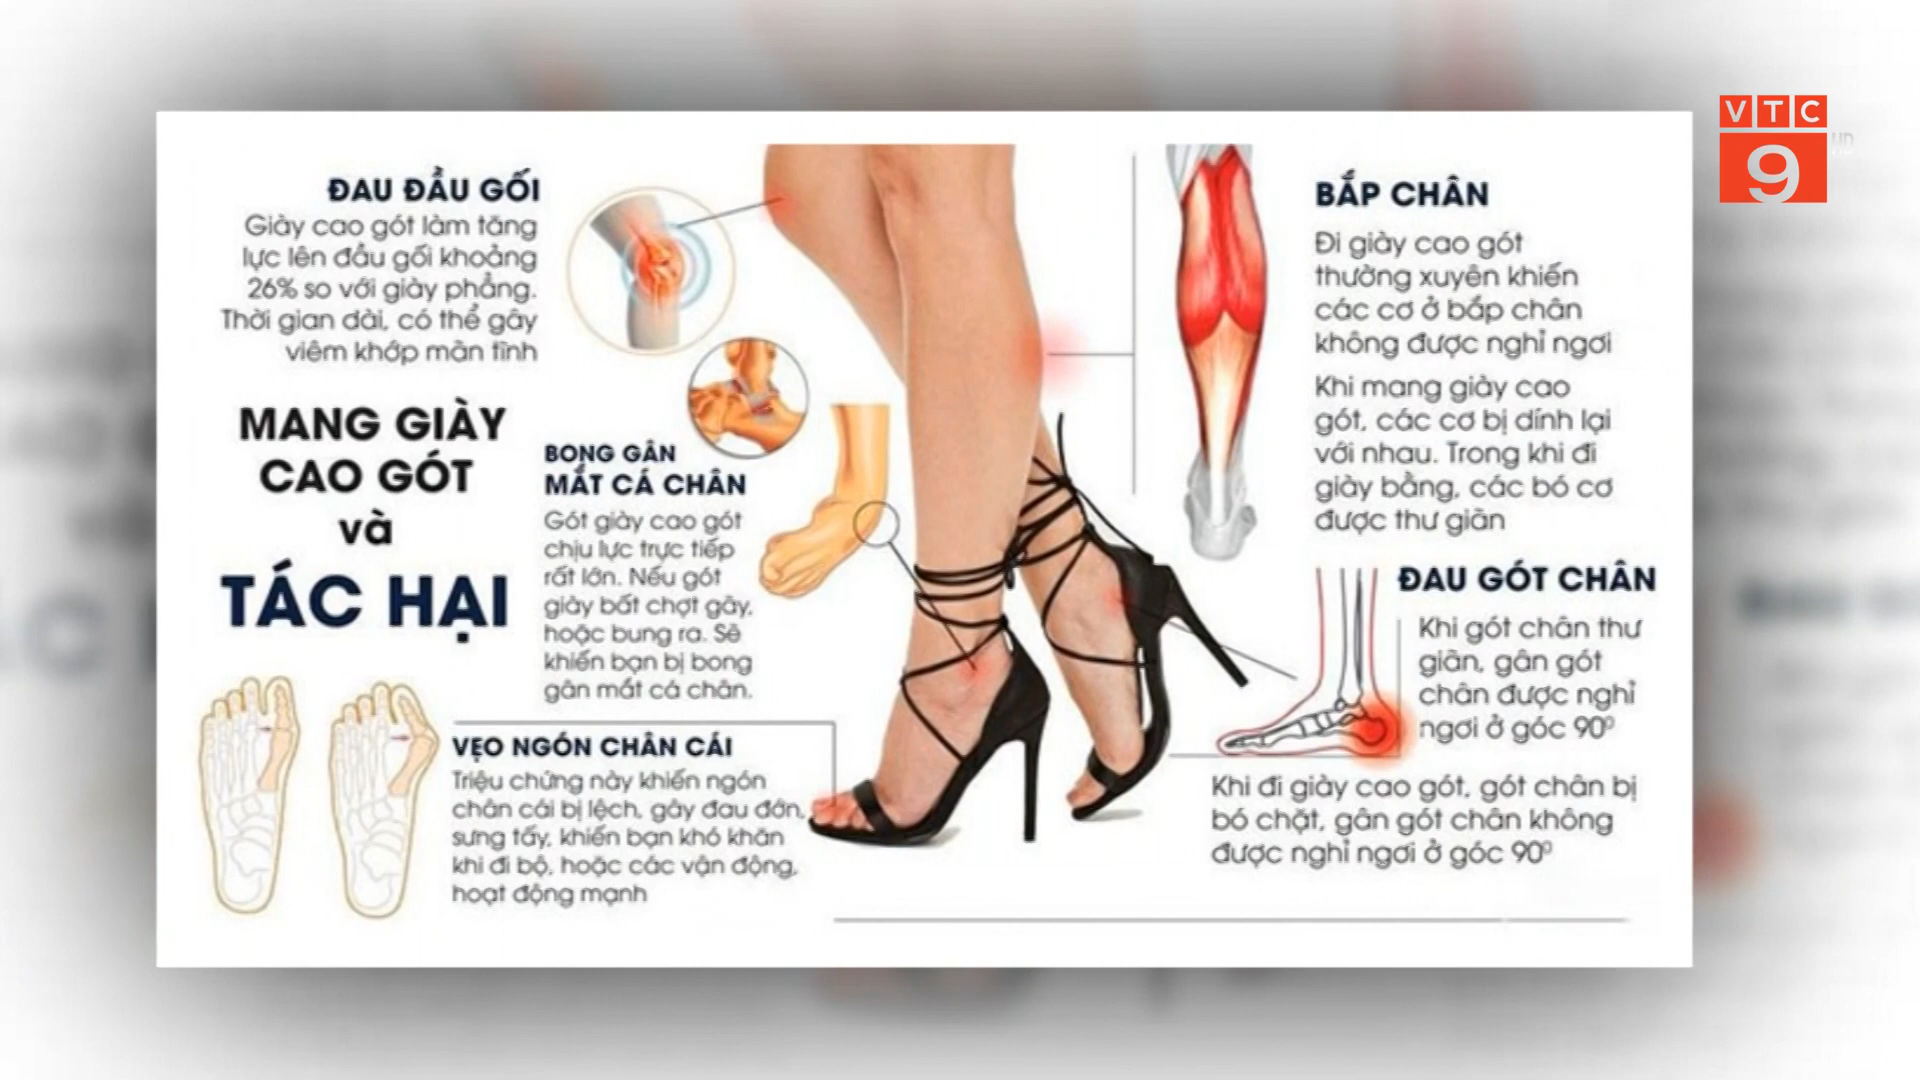 VTC
9
HD
ĐAU ĐẦU GỐI
Giày cao gót làm tăng
lực lên đầu gối khoảng
26% so với giày phẳng.
Thời gian dài, có thể gây
viêm khớp mãn tĩnh
MANG GIÀY
CAO GÓT
và
TÁC HẠI
BONG GÂN
MẮT CÁ CHÂN
Gót giày cao gót
chịu lực trực tiếp
rất lớn. Nếu gót
giày bất chợt gãy,
hoặc bung ra. Sẽ
khiến bạn bị bong
gân mắt cá chân.
VẸO NGÓN CHÂN CÁI
Triệu chứng này khiến ngón
chân cái bị lệch, gây đau đớn,
sưng tấy, khiến bạn khó khăn
khi đi bộ, hoặc các vận động,
hoạt động mạnh
BẮP CHÂN
Đi giày cao gót
thường xuyên khiến
các cơ ở bắp chân
không được nghỉ ngơi
Khi mang giày cao
gót, các cơ bị dính lại
với nhau. Trong khi đi
giày bằng, các bó cơ
được thư giãn
ĐAU GÓT CHÂN
Khi gót chân thư
giãn, gân gót
chân được nghỉ
ngơi ở góc 90⁰
Khi đi giày cao gót, gót chân bị
bó chặt, gân gót chân không
được nghỉ ngơi ở góc 90⁰